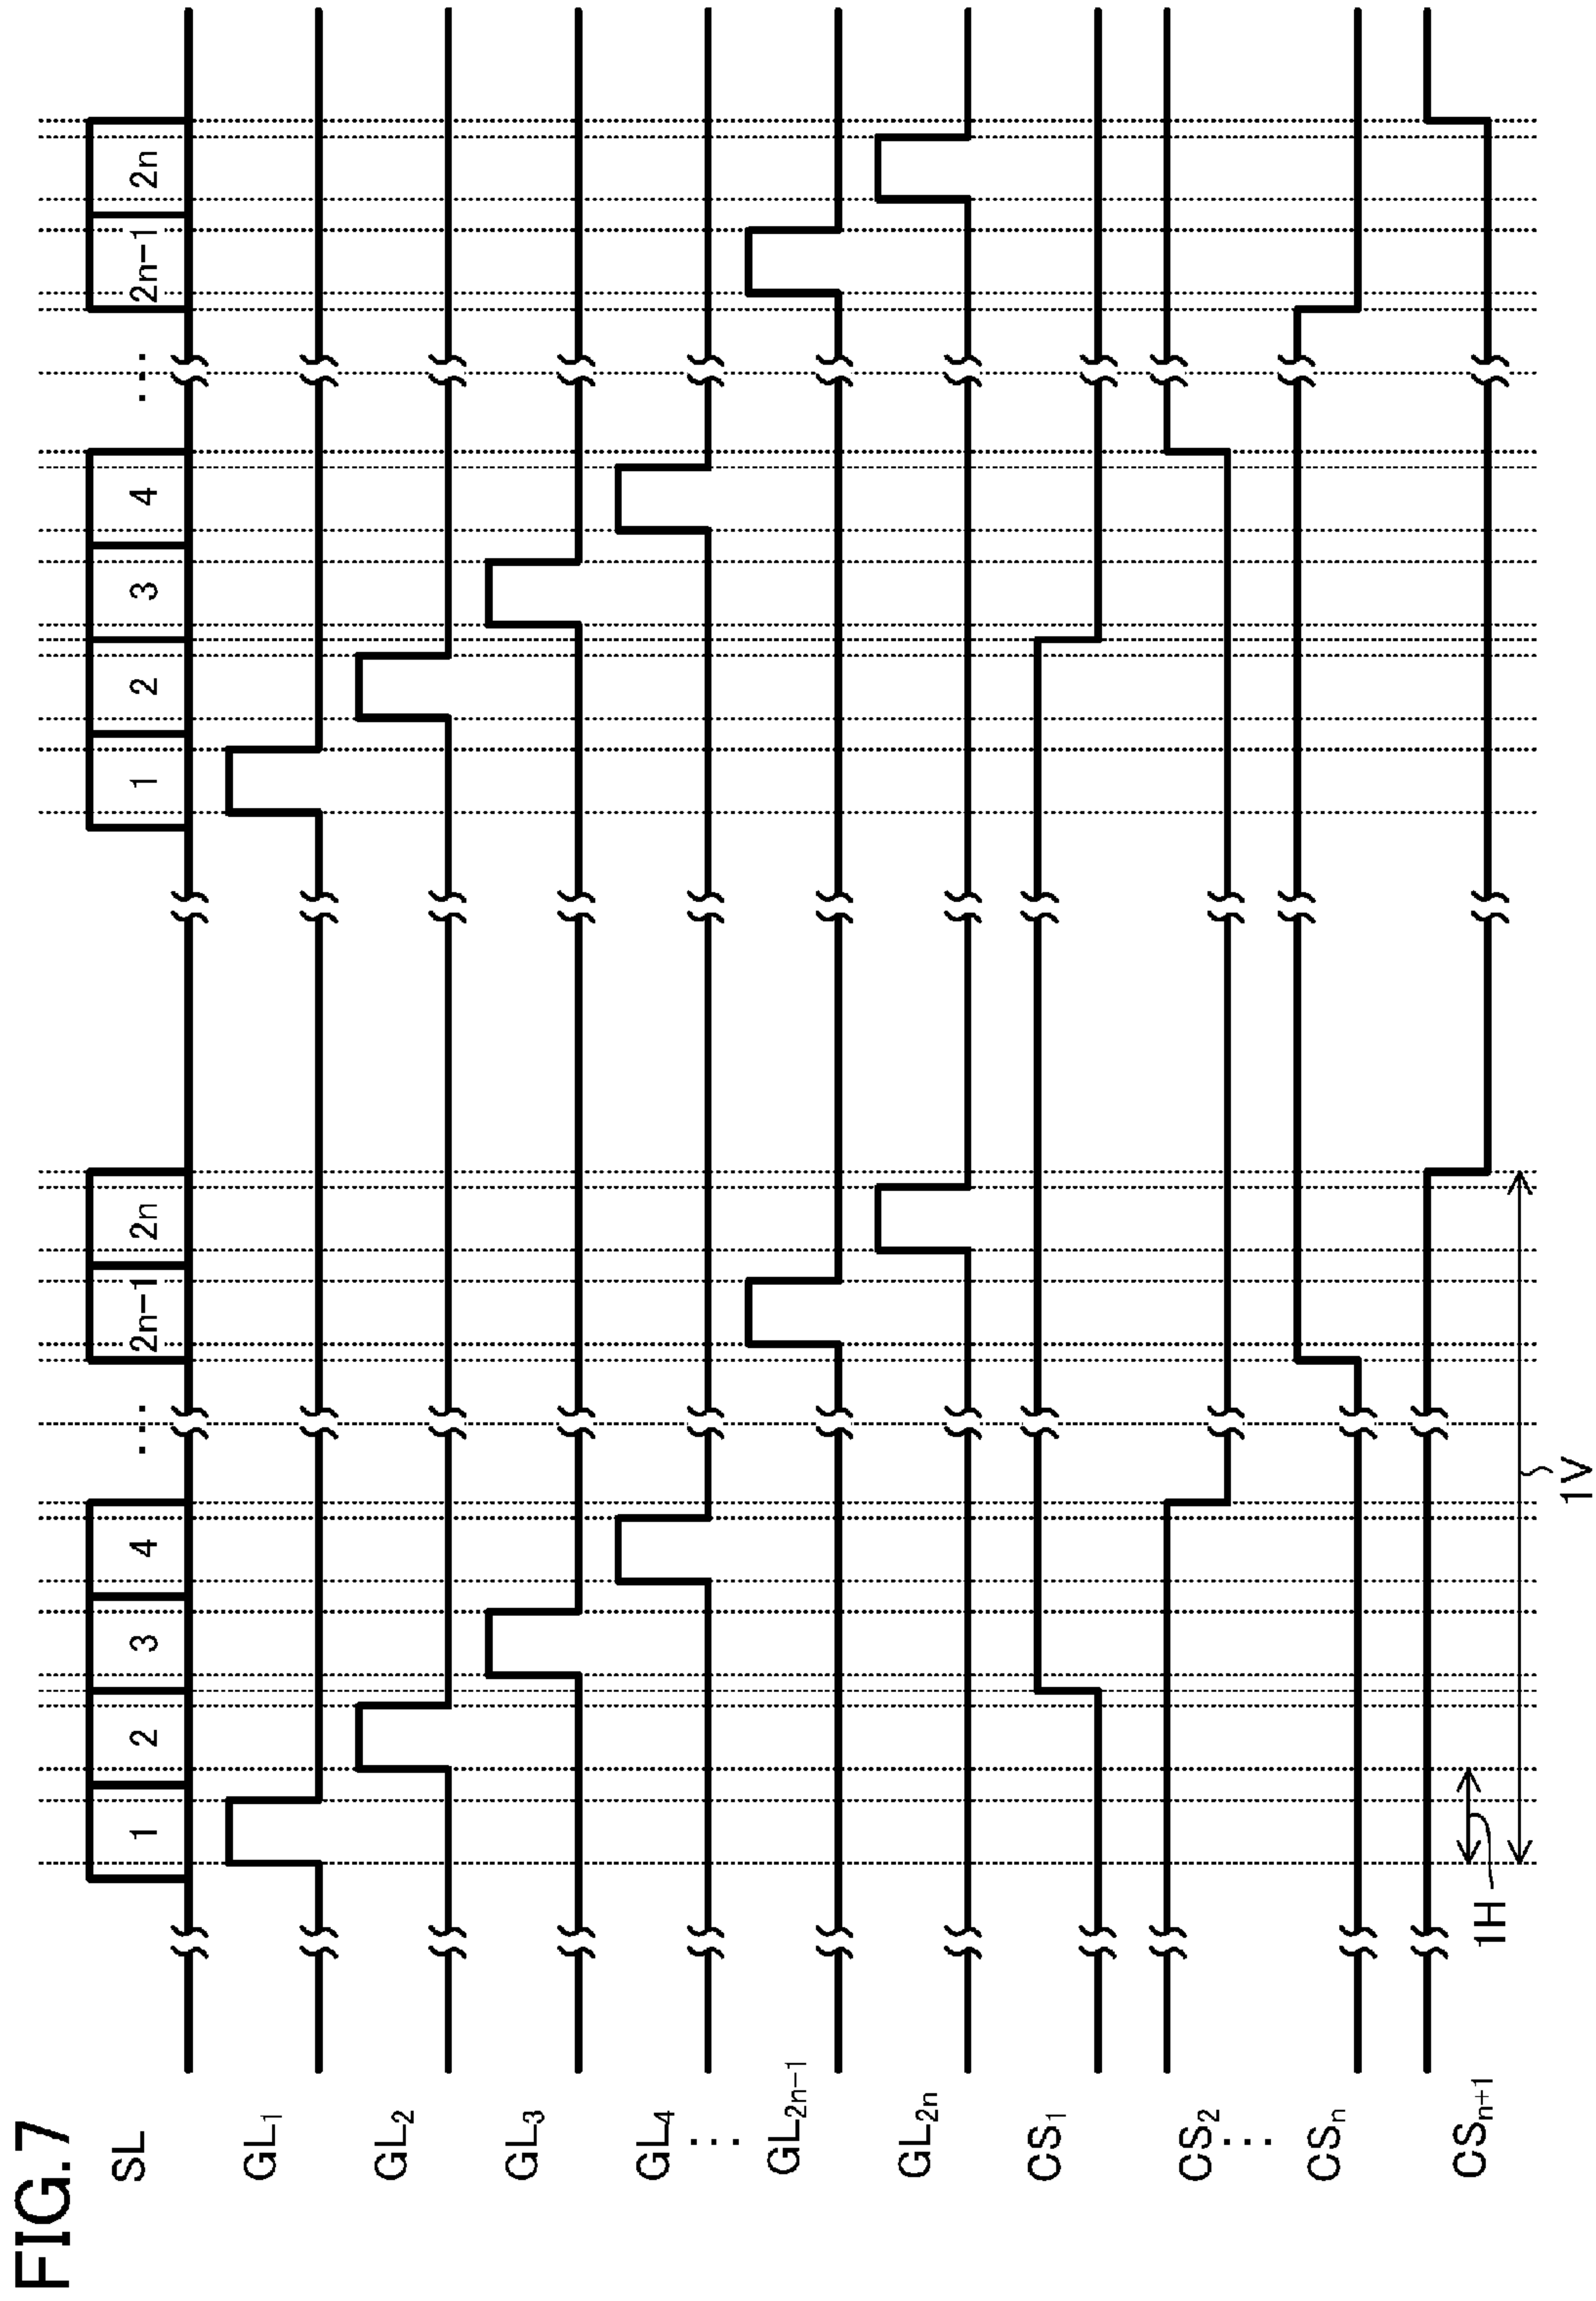 FIG.7
SL 1 2 3 4 ... 2n-1 2n 1 2 3 4 ... 2n-1 2n
GL1
GL2
GL3
GL4
...
GL2n-1
GL2n
CS1
CS2
...
CSn
CSn+1
1H
1V